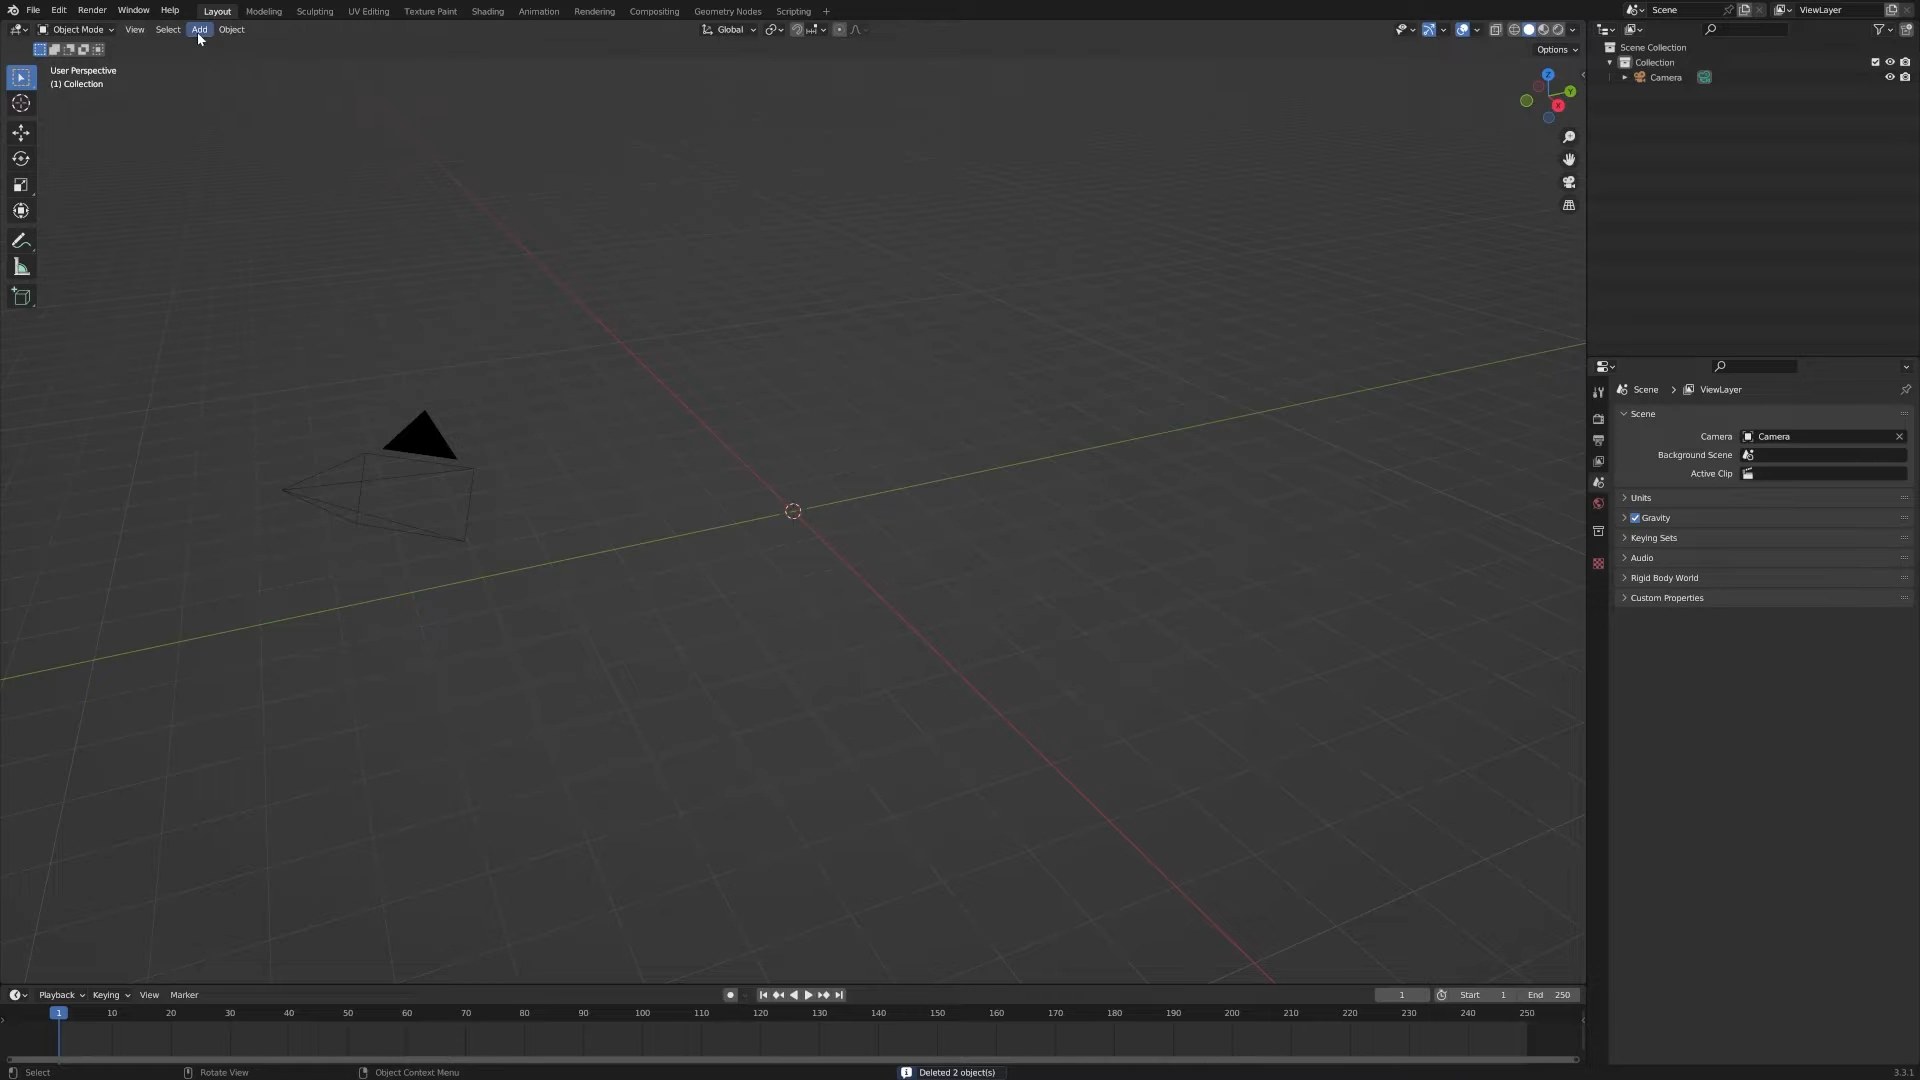 File Edit Render Window Help Layout Modeling Sculpting UV Editing Texture Paint Shading Animation Rendering Compositing Geometry Nodes Scripting + Scene ViewLayer
Object Mode View Select Add Object Global
Options
User Perspective
(1) Collection
Z
Y
X
Scene Collection
Collection
Camera
Scene > ViewLayer
Scene
Camera Camera
Background Scene
Active Clip
Units
Gravity
Keying Sets
Audio
Rigid Body World
Custom Properties
Playback Keying View Marker 1 Start 1 End 250
1 10 20 30 40 50 60 70 80 90 100 110 120 130 140 150 160 170 180 190 200 210 220 230 240 250
Select Rotate View Object Context Menu Deleted 2 object(s) 3.3.1